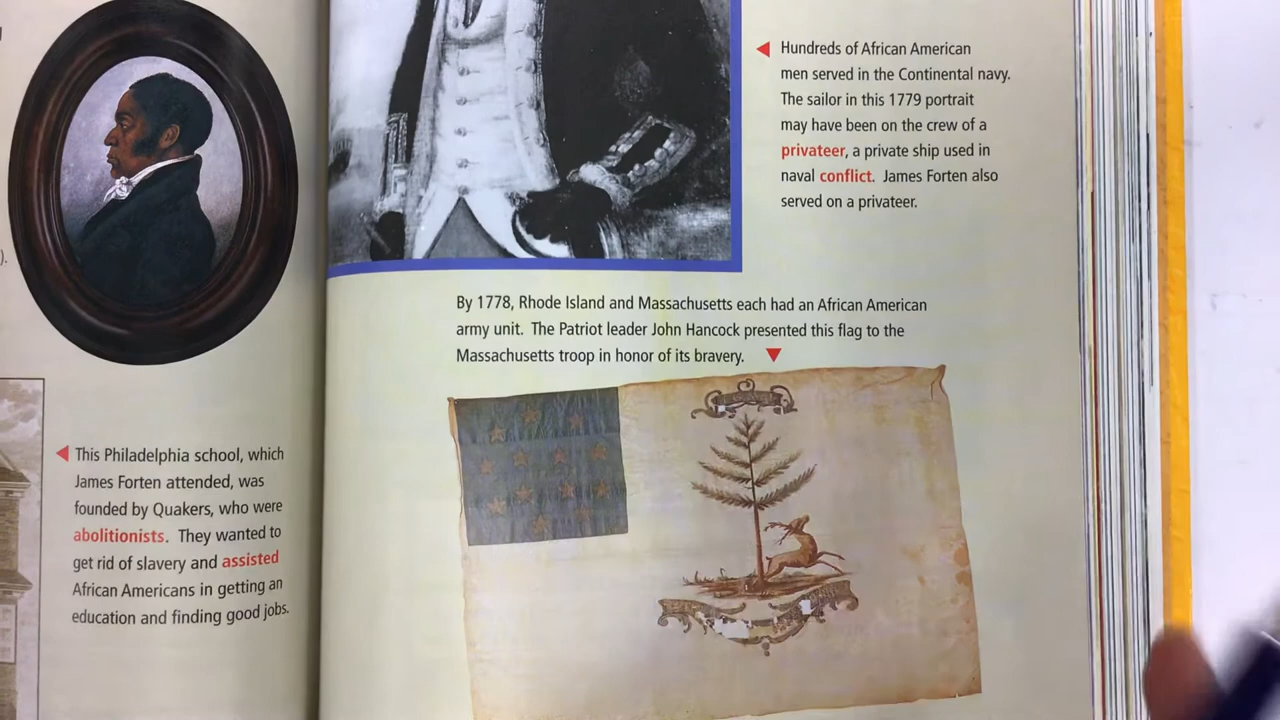 ).
This Philadelphia school, which
James Forten attended, was
founded by Quakers, who were
abolitionists. They wanted to
get rid of slavery and assisted
African Americans in getting an
education and finding good jobs.
Hundreds of African American
men served in the Continental navy.
The sailor in this 1779 portrait
may have been on the crew of a
privateer, a private ship used in
naval conflict. James Forten also
served on a privateer.
By 1778, Rhode Island and Massachusetts each had an African American
army unit. The Patriot leader John Hancock presented this flag to the
Massachusetts troop in honor of its bravery.